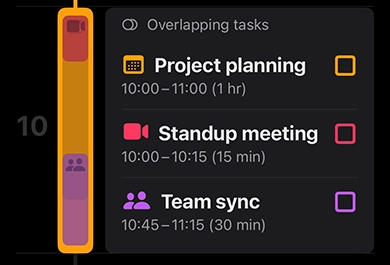 Overlapping tasks
Project planning
10:00 – 11:00 (1 hr)
10
Standup meeting
10:00 – 10:15 (15 min)
Team sync
10:45 – 11:15 (30 min)